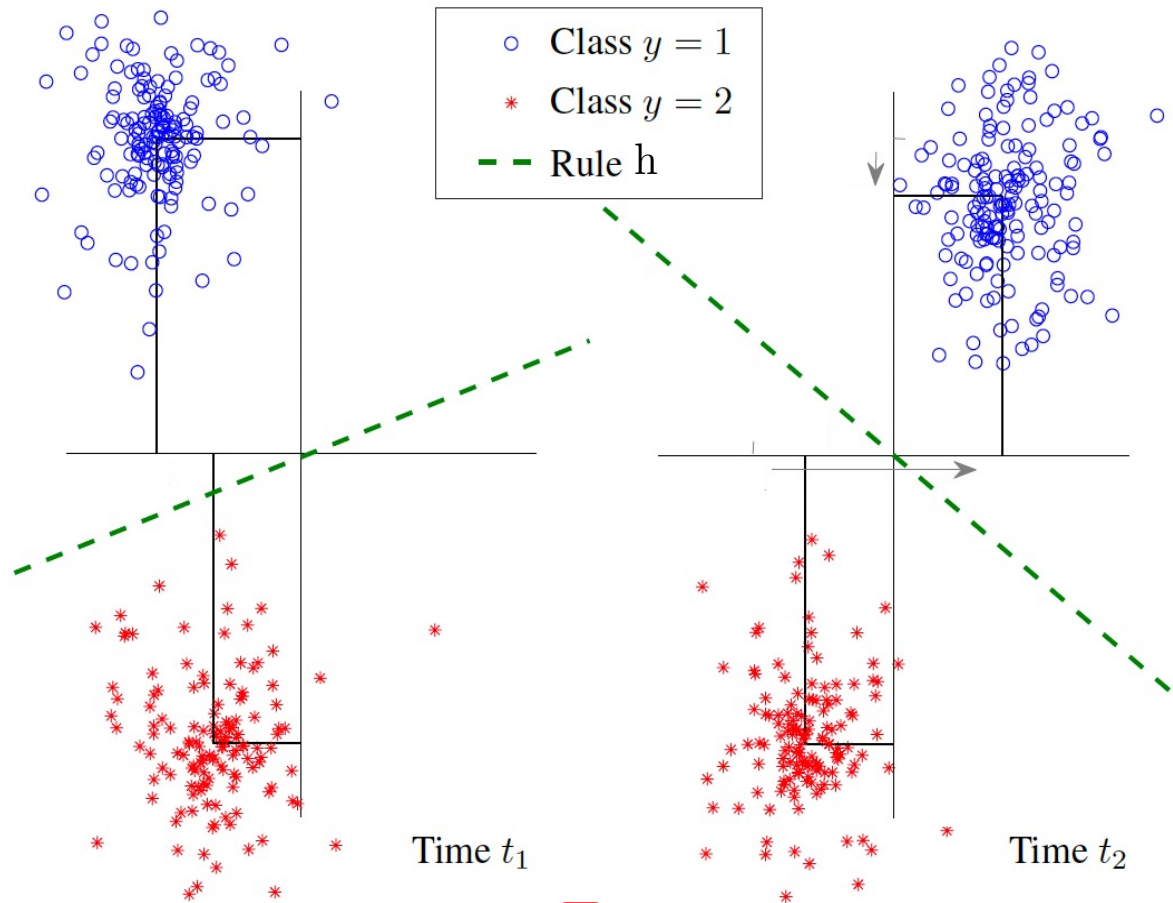 Class y = 1
Class y = 2
Rule h
Time t₁
Time t₂